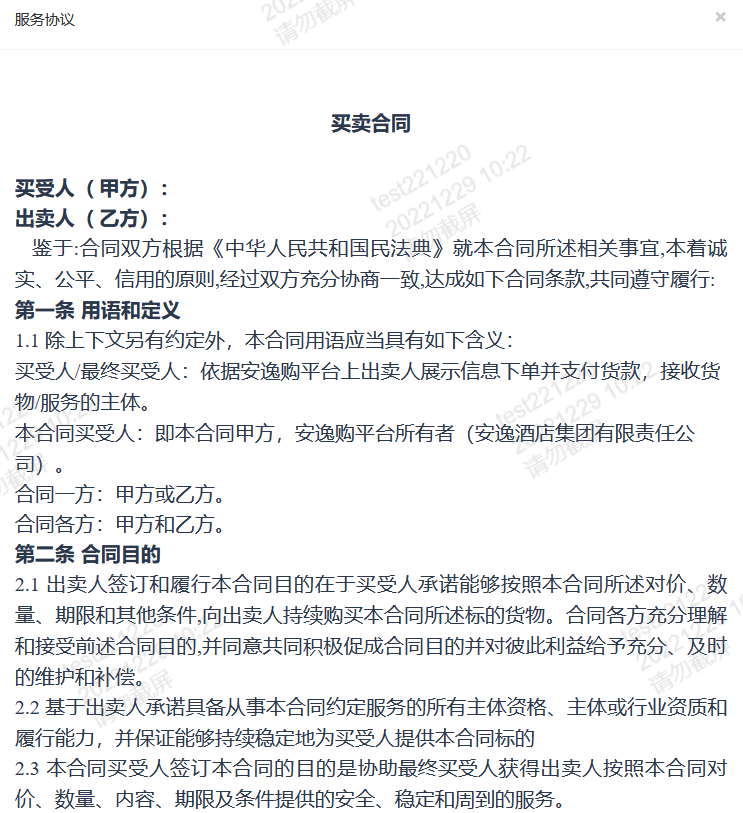 服务协议
×
买卖合同
买受人（甲方）:
出卖人（乙方）:
鉴于:合同双方根据《中华人民共和国民法典》就本合同所述相关事宜,本着诚
实、公平、信用的原则,经过双方充分协商一致,达成如下合同条款,共同遵守履行:
第一条 用语和定义
1.1 除上下文另有约定外，本合同用语应当具有如下含义：
买受人/最终买受人：依据安逸购平台上出卖人展示信息下单并支付货款，接收货
物/服务的主体。
本合同买受人：即本合同甲方，安逸购平台所有者（安逸酒店集团有限责任公
司）。
合同一方：甲方或乙方。
合同各方：甲方和乙方。
第二条 合同目的
2.1 出卖人签订和履行本合同目的在于买受人承诺能够按照本合同所述对价、数
量、期限和其他条件,向出卖人持续购买本合同所述标的货物。合同各方充分理解
和接受前述合同目的,并同意共同积极促成合同目的并对彼此利益给予充分、及时
的维护和补偿。
2.2 基于出卖人承诺具备从事本合同约定服务的所有主体资格、主体或行业资质和
履行能力，并保证能够持续稳定地为买受人提供本合同标的
2.3 本合同买受人签订本合同的目的是协助最终买受人获得出卖人按照本合同对
价、数量、内容、期限及条件提供的安全、稳定和周到的服务。
test221220
20221229 10:22
请勿截屏